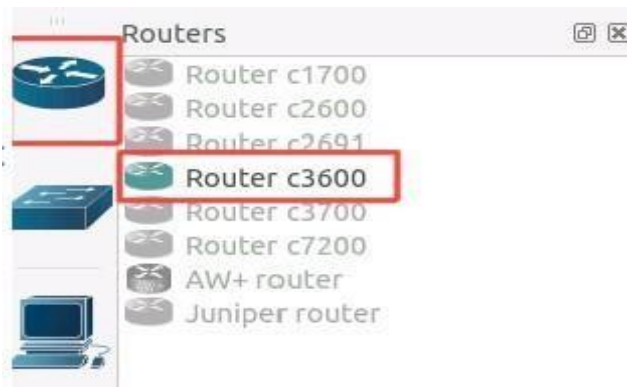 Routers
Router c1700
Router c2600
Router c2691
Router c3600
Router c3700
Router c7200
AW+ router
Juniper router